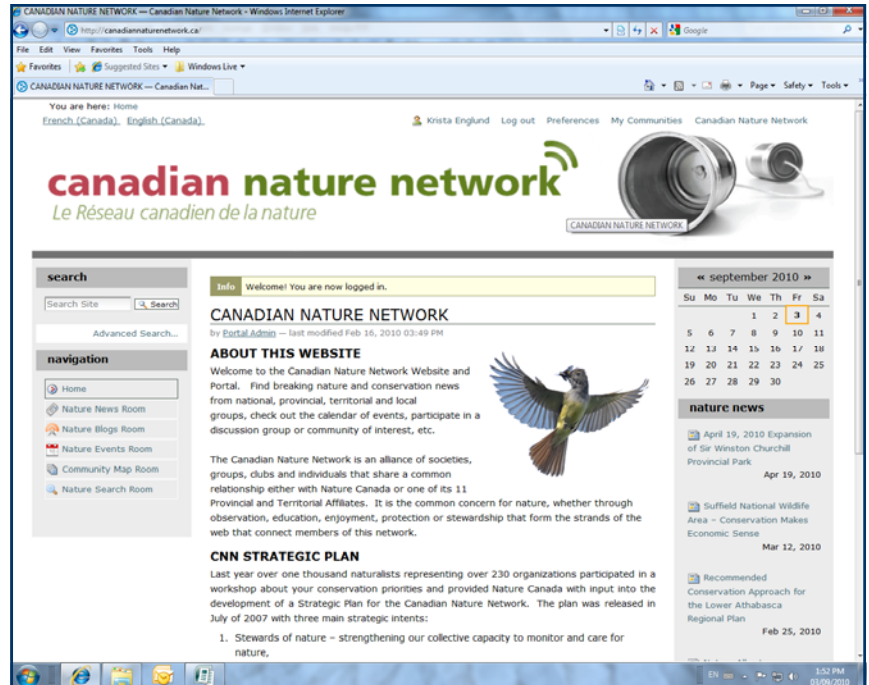 CANADIAN NATURE NETWORK — Canadian Nature Network - Windows Internet Explorer
http://canadiannaturenetwork.ca/
Google
File Edit View Favorites Tools Help
Favorites Suggested Sites Windows Live
CANADIAN NATURE NETWORK — Canadian Nat...
Page Safety Tools
You are here: Home
French (Canada) English (Canada)
Krista Englund Log out Preferences My Communities Canadian Nature Network
canadian nature network
Le Réseau canadien de la nature
CANADIAN NATURE NETWORK
search
Search Site Search
Advanced Search...
navigation
Home
Nature News Room
Nature Blogs Room
Nature Events Room
Community Map Room
Nature Search Room
Info Welcome! You are now logged in.
CANADIAN NATURE NETWORK
by Portal Admin — last modified Feb 16, 2010 03:49 PM
ABOUT THIS WEBSITE
Welcome to the Canadian Nature Network Website and
Portal. Find breaking nature and conservation news
from national, provincial, territorial and local
groups, check out the calendar of events, participate in a
discussion group or community of interest, etc.
The Canadian Nature Network is an alliance of societies,
groups, clubs and individuals that share a common
relationship either with Nature Canada or one of its 11
Provincial and Territorial Affiliates. It is the common concern for nature, whether through
observation, education, enjoyment, protection or stewardship that form the strands of the
web that connect members of this network.
CNN STRATEGIC PLAN
Last year over one thousand naturalists representing over 230 organizations participated in a
workshop about your conservation priorities and provided Nature Canada with input into the
development of a Strategic Plan for the Canadian Nature Network. The plan was released in
July of 2007 with three main strategic intents:
1. Stewards of nature – strengthening our collective capacity to monitor and care for
nature,
« september 2010 »
Su Mo Tu We Th Fr Sa
1 2 3 4
5 6 7 8 9 10 11
12 13 14 15 16 17 18
19 20 21 22 23 24 25
26 27 28 29 30
nature news
April 19, 2010 Expansion
of Sir Winston Churchill
Provincial Park
Apr 19, 2010
Suffield National Wildlife
Area – Conservation Makes
Economic Sense
Mar 12, 2010
Recommended
Conservation Approach for
the Lower Athabasca
Regional Plan
Feb 25, 2010
EN
1:52 PM
03/09/2010